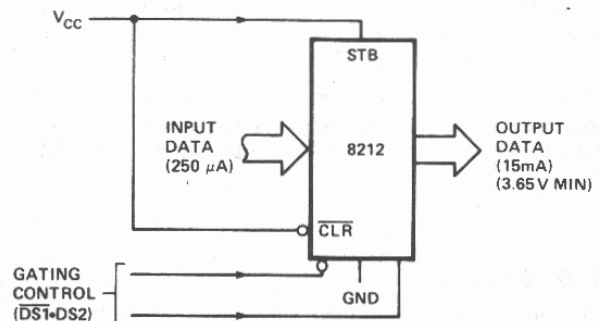 VCC
STB
INPUT
DATA
(250 μA)
8212
OUTPUT
DATA
(15mA)
(3.65V MIN)
CLR
GATING
CONTROL
(DS1•DS2)
GND